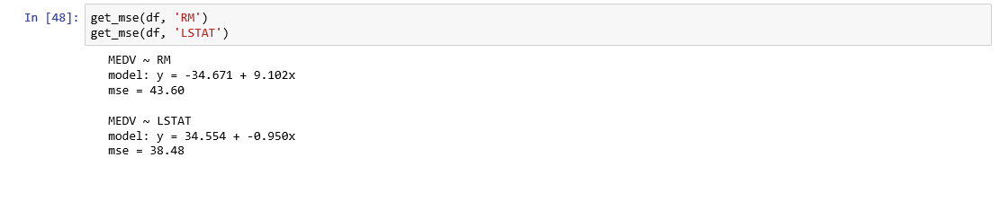 In [48]: get_mse(df, 'RM')
get_mse(df, 'LSTAT')
MEDV ~ RM
model: y = -34.671 + 9.102x
mse = 43.60
MEDV ~ LSTAT
model: y = 34.554 + -0.950x
mse = 38.48